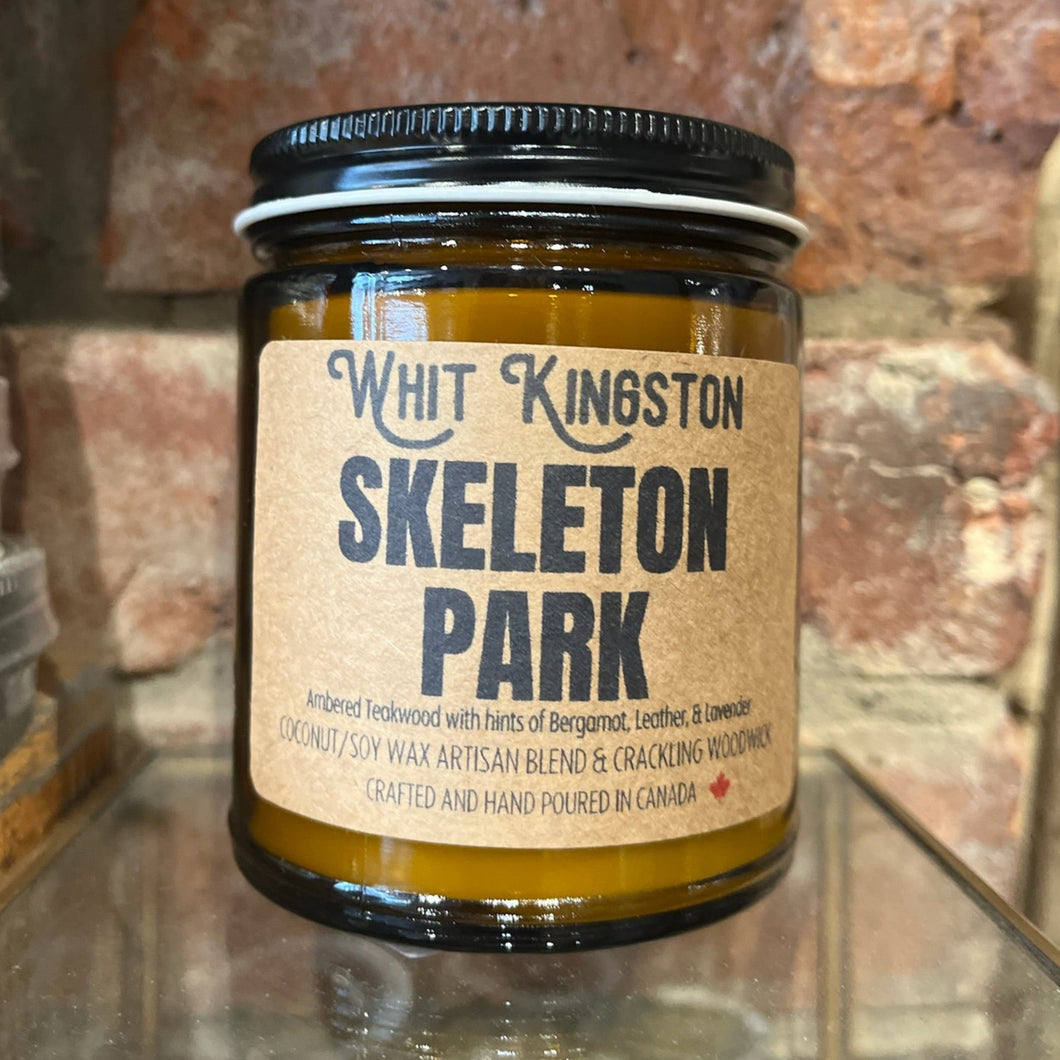 WHIT KINGSTON
SKELETON
PARK
Ambered Teakwood with hints of Bergamot, Leather, & Lavender
COCONUT/SOY WAX ARTISAN BLEND & CRACKLING WOODWICK
CRAFTED AND HAND POURED IN CANADA